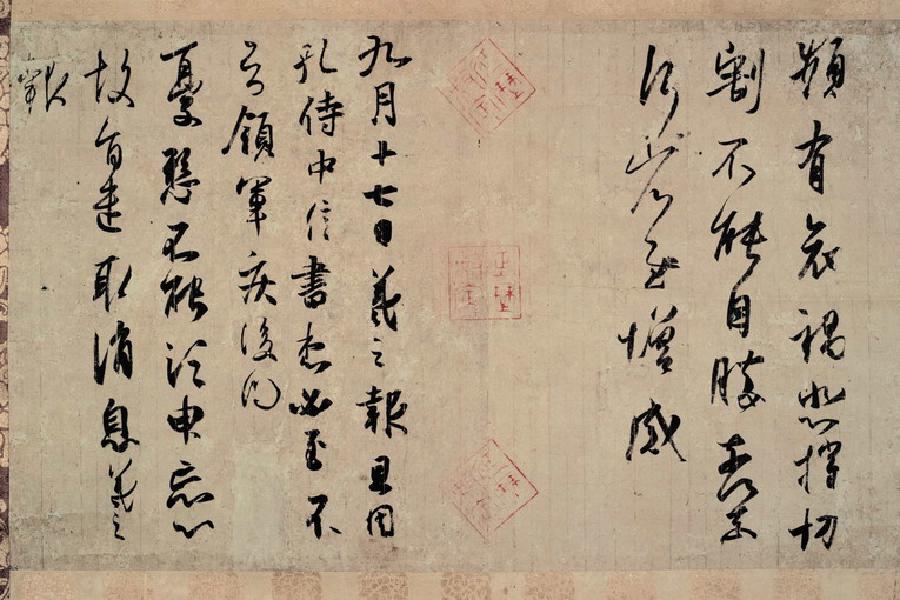 頻有哀禍悲摧切
割不能自勝奈何奈
何省慰增感
九月十七日羲之報且因
孔侍中信書想必至不
知領軍疾後問
憂懸不能須臾忘心
故旨遣取消息羲之
報